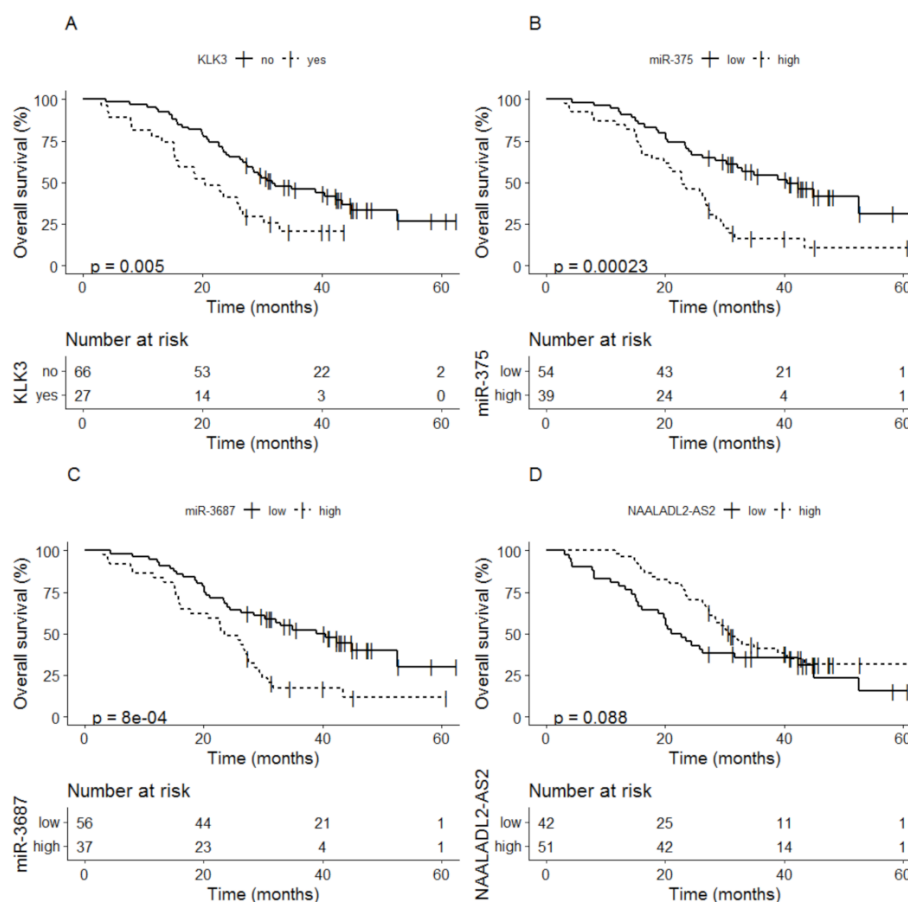 A
KLK3 no yes
Overall survival (%)
100
75
50
25
0
p = 0.005
0 20 40 60
Time (months)
Number at risk
KLK3
no 66 53 22 2
yes 27 14 3 0
0 20 40 60
Time (months)
B
miR-375 low high
Overall survival (%)
100
75
50
25
0
p = 0.00023
0 20 40 60
Time (months)
Number at risk
miR-375
low 54 43 21 1
high 39 24 4 1
0 20 40 60
Time (months)
C
miR-3687 low high
Overall survival (%)
100
75
50
25
0
p = 8e-04
0 20 40 60
Time (months)
Number at risk
miR-3687
low 56 44 21 1
high 37 23 4 1
0 20 40 60
Time (months)
D
NAALADL2-AS2 low high
Overall survival (%)
100
75
50
25
0
p = 0.088
0 20 40 60
Time (months)
Number at risk
NAALADL2-AS2
low 42 25 11 1
high 51 42 14 1
0 20 40 60
Time (months)